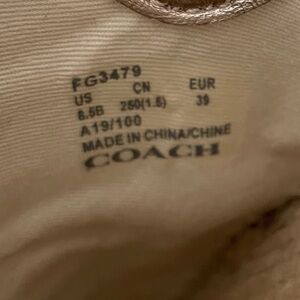 FG3479
US CN EUR
8.5B 250(1.5) 39
A19/100
MADE IN CHINA/CHINE
COACH